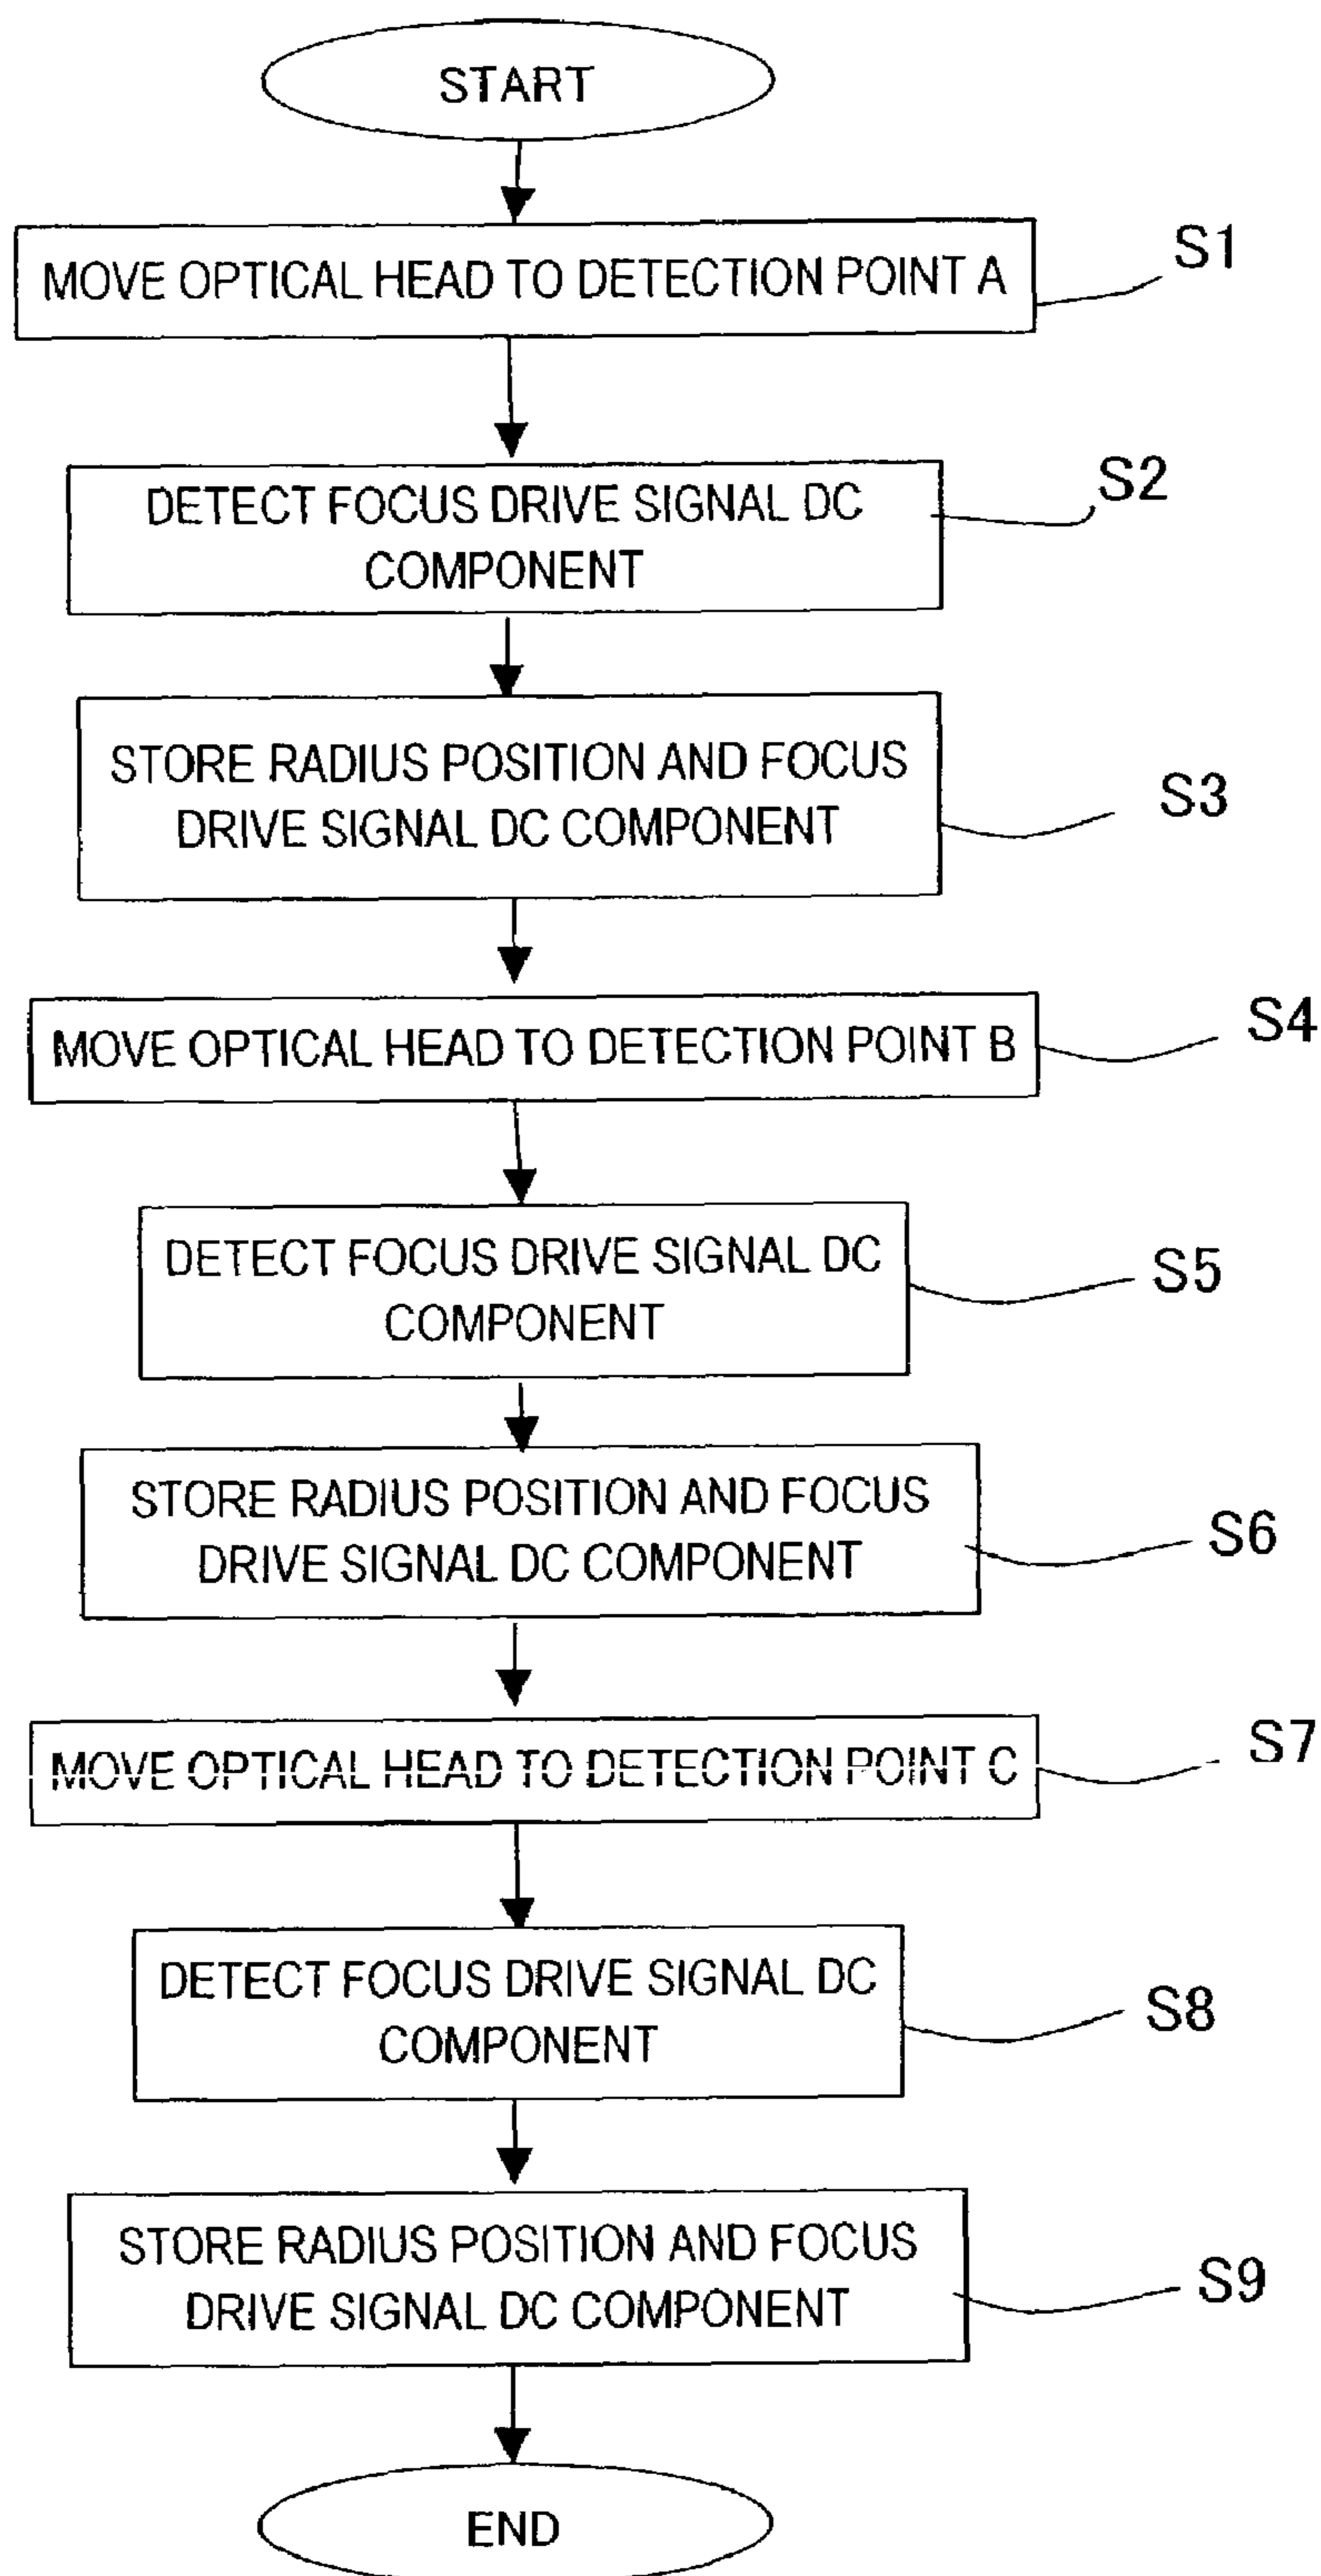 START
MOVE OPTICAL HEAD TO DETECTION POINT A
S1
DETECT FOCUS DRIVE SIGNAL DC
COMPONENT
S2
STORE RADIUS POSITION AND FOCUS
DRIVE SIGNAL DC COMPONENT
S3
MOVE OPTICAL HEAD TO DETECTION POINT B
S4
DETECT FOCUS DRIVE SIGNAL DC
COMPONENT
S5
STORE RADIUS POSITION AND FOCUS
DRIVE SIGNAL DC COMPONENT
S6
MOVE OPTICAL HEAD TO DETECTION POINT C
S7
DETECT FOCUS DRIVE SIGNAL DC
COMPONENT
S8
STORE RADIUS POSITION AND FOCUS
DRIVE SIGNAL DC COMPONENT
S9
END